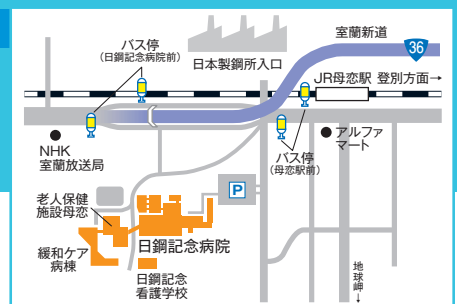 室蘭新道
36
バス停
(日鋼記念病院前)
日本製鋼所入口
JR母恋駅 登別方面→
NHK
室蘭放送局
バス停
(母恋駅前)
アルファ
マート
老人保健
施設母恋
P
日鋼記念病院
緩和ケア
病棟
日鋼記念
看護学校
地球岬→